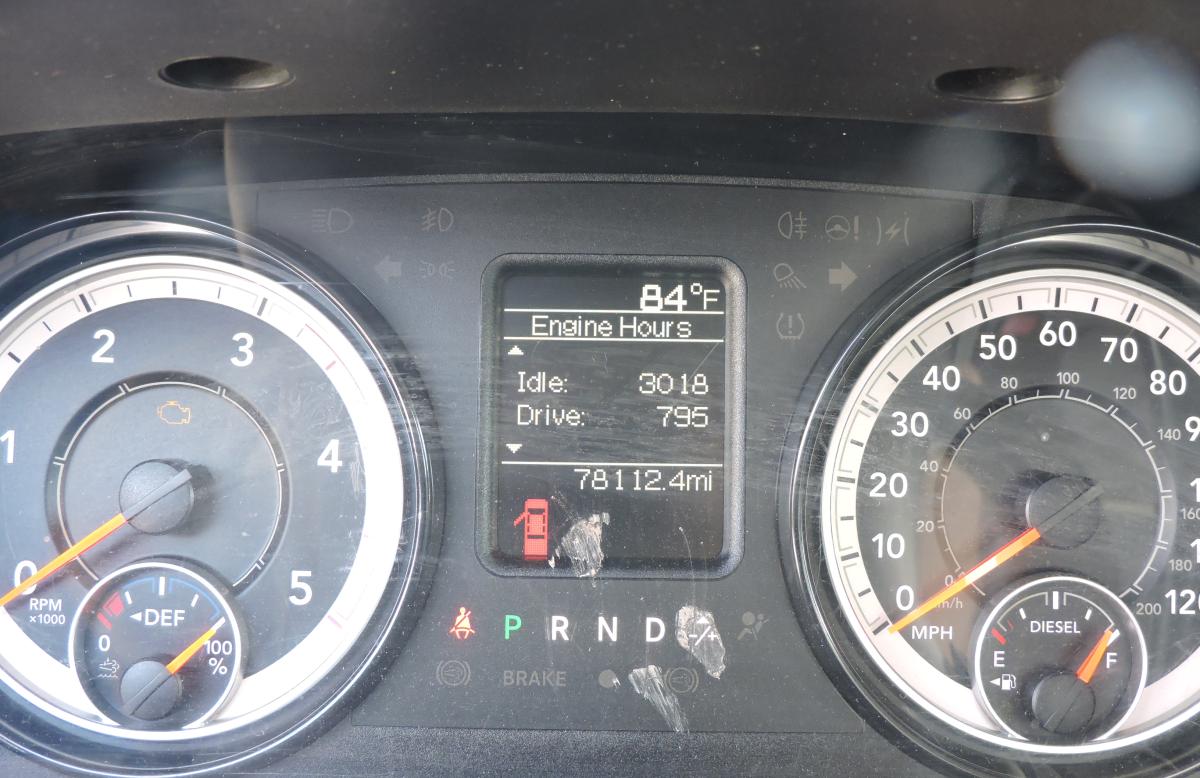 84°F
Engine Hours
Idle: 3018
Drive: 795
78112.4mi
0 1 2 3 4 5
RPM
x1000
DEF
0 100
%
P R N D -/+
BRAKE
0 10 20 30 40 50 60 70 80
120
20 40 60 80 100 120 140 160 180 200
km/h
MPH
DIESEL
E F